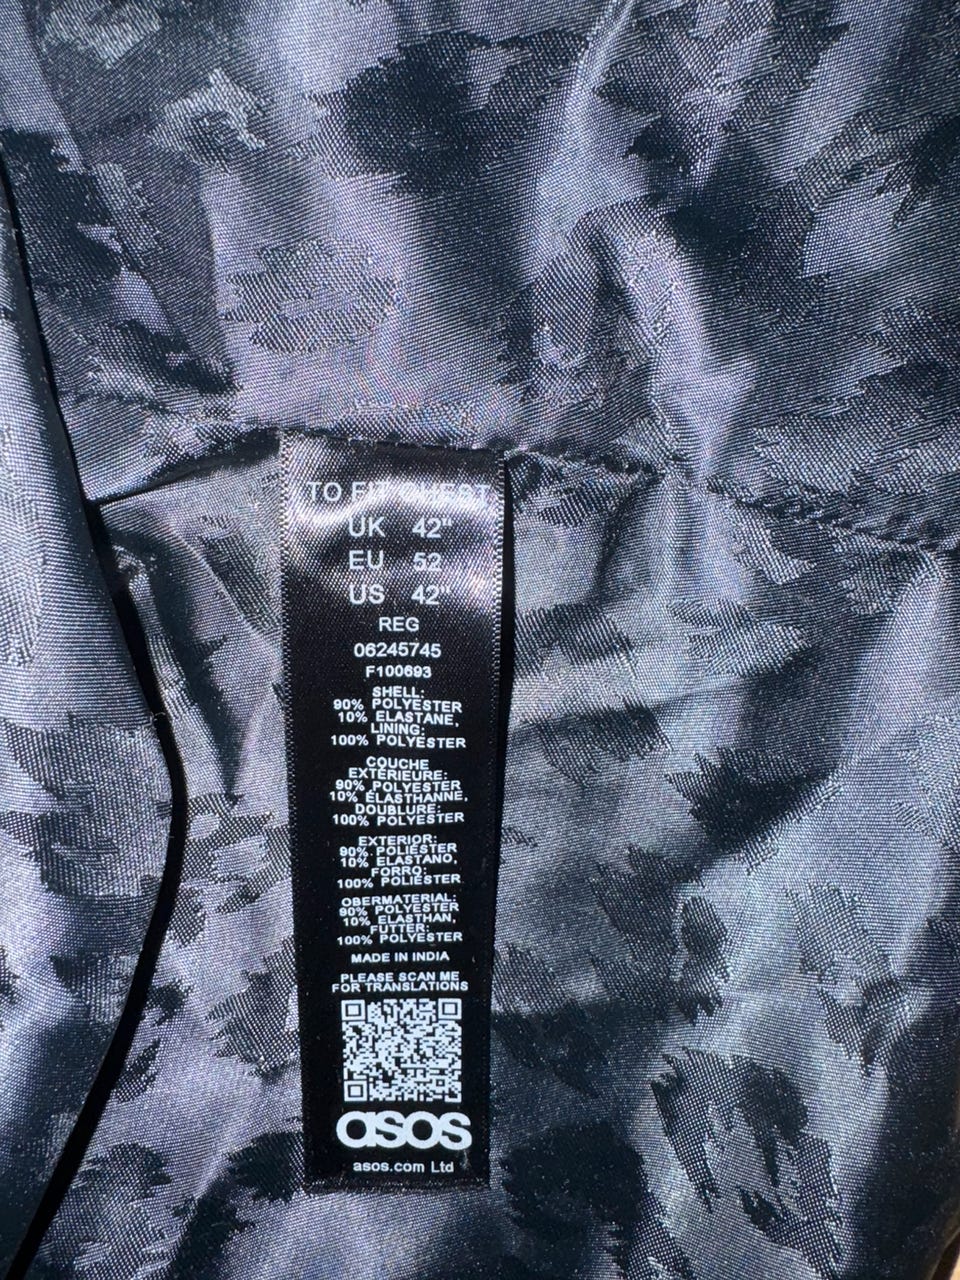 TO FIT CHEST
UK 42"
EU 52
US 42"
REG
06245745
F100693
SHELL:
90% POLYESTER
10% ELASTANE,
LINING:
100% POLYESTER
COUCHE
EXTÉRIEURE:
90% POLYESTER
10% ÉLASTHANNE,
DOUBLURE:
100% POLYESTER
EXTERIOR:
90% POLIÉSTER
10% ELASTANO,
FORRO:
100% POLIÉSTER
OBERMATERIAL:
90% POLYESTER
10% ELASTHAN,
FUTTER:
100% POLYESTER
MADE IN INDIA
PLEASE SCAN ME
FOR TRANSLATIONS
asos
asos.com Ltd